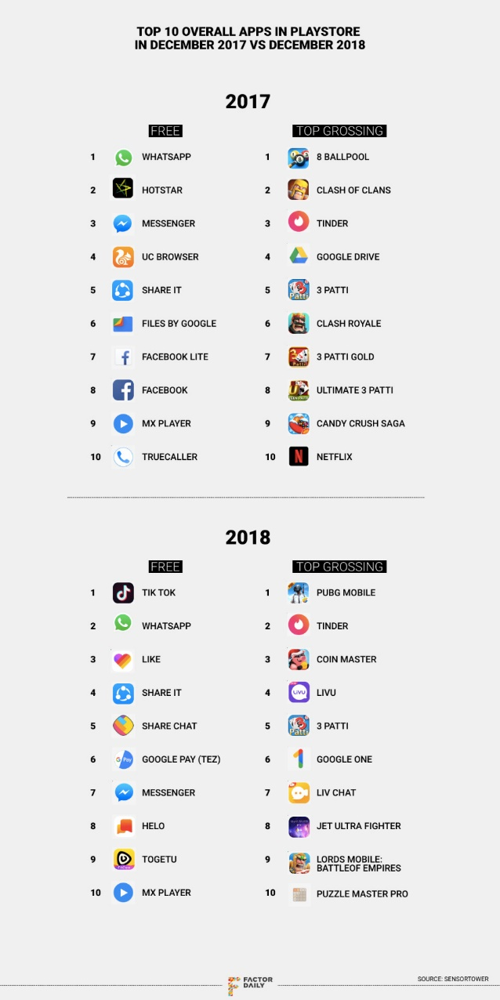 TOP 10 OVERALL APPS IN PLAYSTORE
IN DECEMBER 2017 VS DECEMBER 2018
2017
FREE
1 WHATSAPP
2 HOTSTAR
3 MESSENGER
4 UC BROWSER
5 SHARE IT
6 FILES BY GOOGLE
7 FACEBOOK LITE
8 FACEBOOK
9 MX PLAYER
10 TRUECALLER
TOP GROSSING
1 8 BALLPOOL
2 CLASH OF CLANS
3 TINDER
4 GOOGLE DRIVE
5 3 PATTI
6 CLASH ROYALE
7 3 PATTI GOLD
8 ULTIMATE 3 PATTI
9 CANDY CRUSH SAGA
10 NETFLIX
2018
FREE
1 TIK TOK
2 WHATSAPP
3 LIKE
4 SHARE IT
5 SHARE CHAT
6 G Pay GOOGLE PAY (TEZ)
7 MESSENGER
8 HELO
9 TOGETU
10 MX PLAYER
TOP GROSSING
1 PUBG MOBILE
2 TINDER
3 COIN MASTER
4 LIVU LIVU
5 Patti 3 PATTI
6 GOOGLE ONE
7 LIV CHAT
8 JET ULTRA FIGHTER
9 LORDS MOBILE:
BATTLEOF EMPIRES
10 PUZZLE MASTER PRO
FACTOR
DAILY
SOURCE: SENSORTOWER